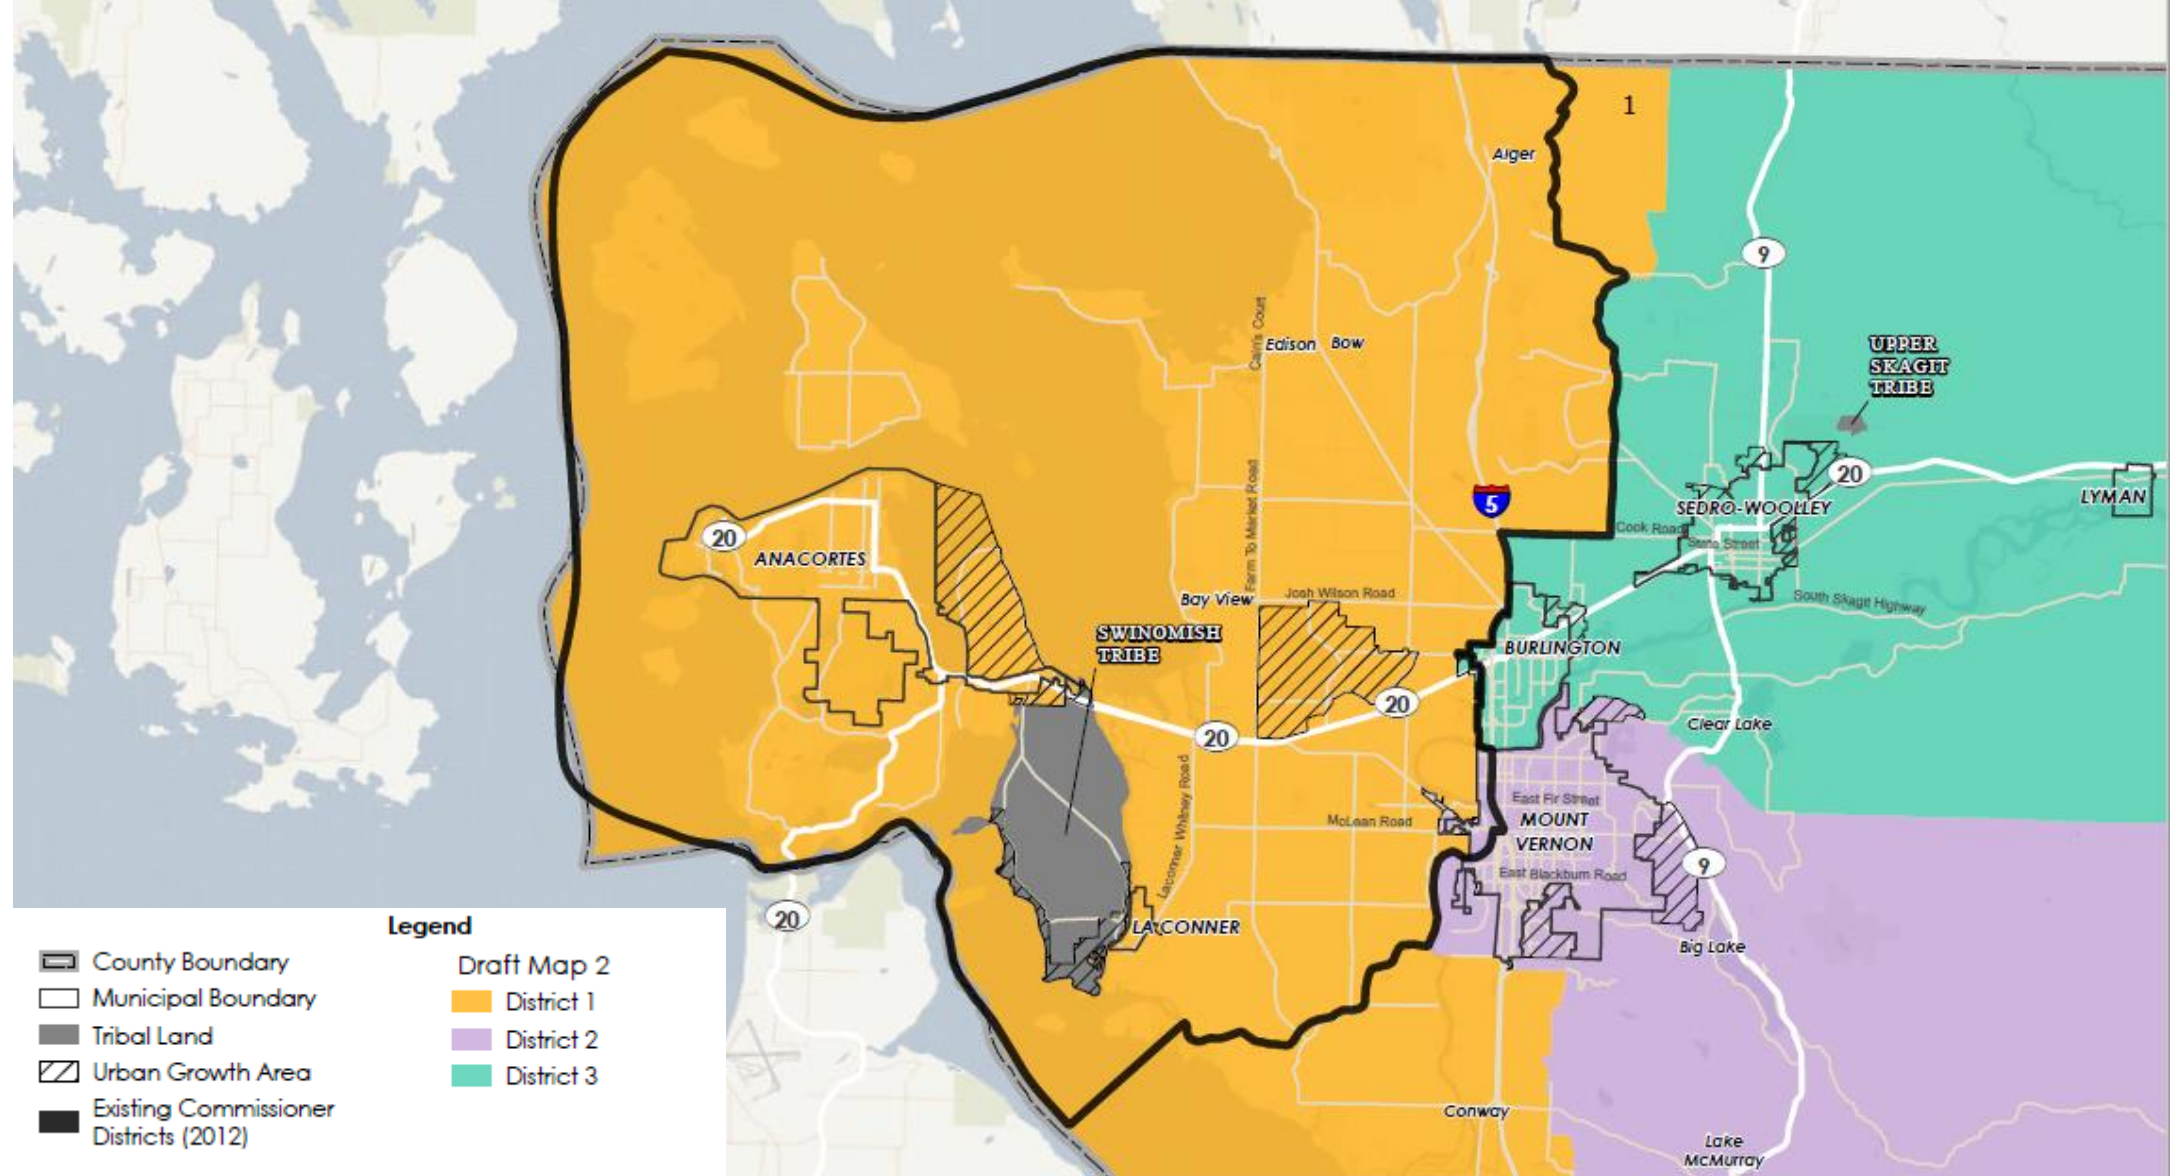 1
Alger
9
Cain's Court
Edison
Bow
UPPER
SKAGIT
TRIBE
5
20
LYMAN
SEDRO-WOOLLEY
Cook Road
State Street
20
ANACORTES
Farm To Market Road
Bay View
Josh Wilson Road
South Skagit Highway
SWINOMISH
TRIBE
BURLINGTON
20
20
Clear Lake
Laconner Whitney Road
McLean Road
East Fir Street
MOUNT
VERNON
East Blackburn Road
9
20
LA CONNER
Big Lake
Conway
Lake
McMurray
Legend
County Boundary
Municipal Boundary
Tribal Land
Urban Growth Area
Existing Commissioner
Districts (2012)
Draft Map 2
District 1
District 2
District 3